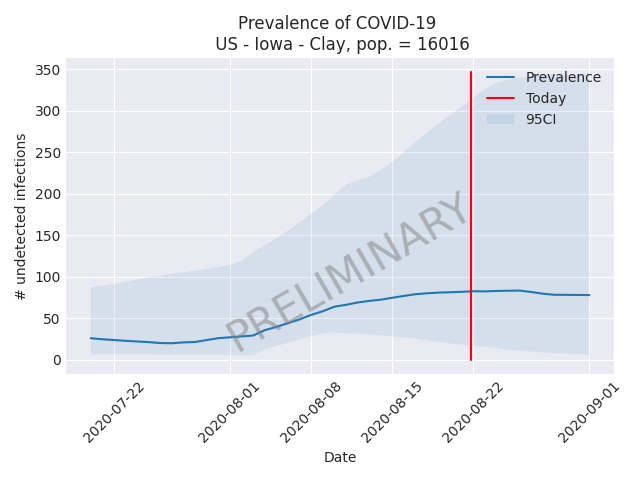 Prevalence of COVID-19
US - Iowa - Clay, pop. = 16016
# undetected infections
350
300
250
200
150
100
50
0
Prevalence
Today
95CI
PRELIMINARY
2020-07-22
2020-08-01
2020-08-08
2020-08-15
2020-08-22
2020-09-01
Date